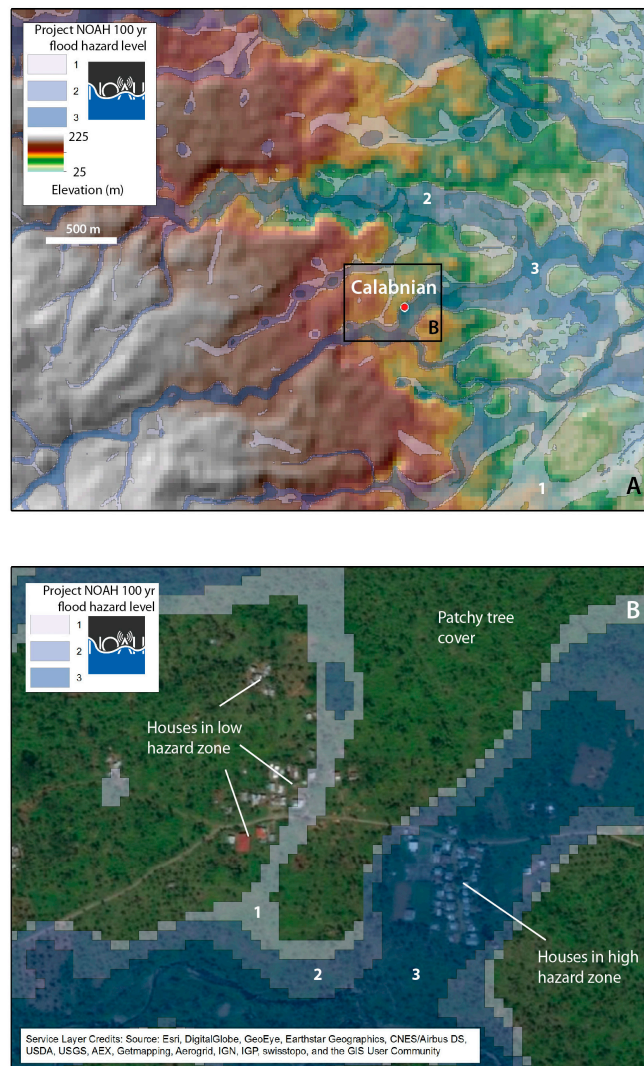 Project NOAH 100 yr
flood hazard level
1
2
3
NOAH
225
25
Elevation (m)
500 m
2
3
Calabnian
B
1
A
Project NOAH 100 yr
flood hazard level
1
2
3
NOAH
B
Patchy tree
cover
Houses in low
hazard zone
1
2
3
Houses in high
hazard zone
Service Layer Credits: Source: Esri, DigitalGlobe, GeoEye, Earthstar Geographics, CNES/Airbus DS,
USDA, USGS, AEX, Getmapping, Aerogrid, IGN, IGP, swisstopo, and the GIS User Community